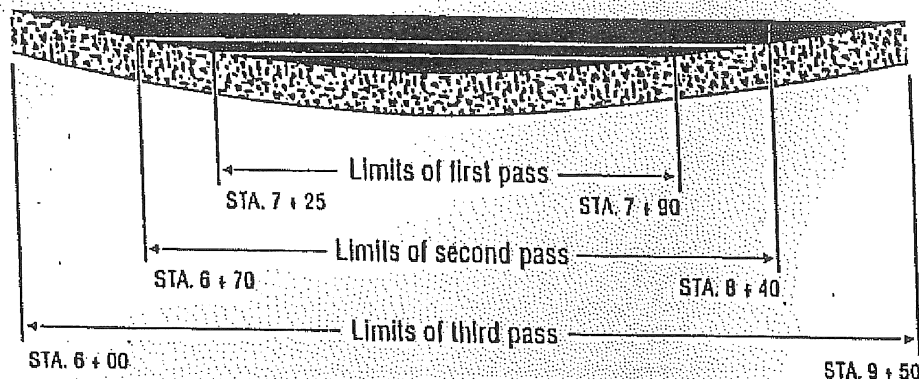 Limits of first pass
STA. 7 + 25
STA. 7 + 90
Limits of second pass
STA. 6 + 70
STA. 8 + 40
Limits of third pass
STA. 6 + 00
STA. 9 + 50